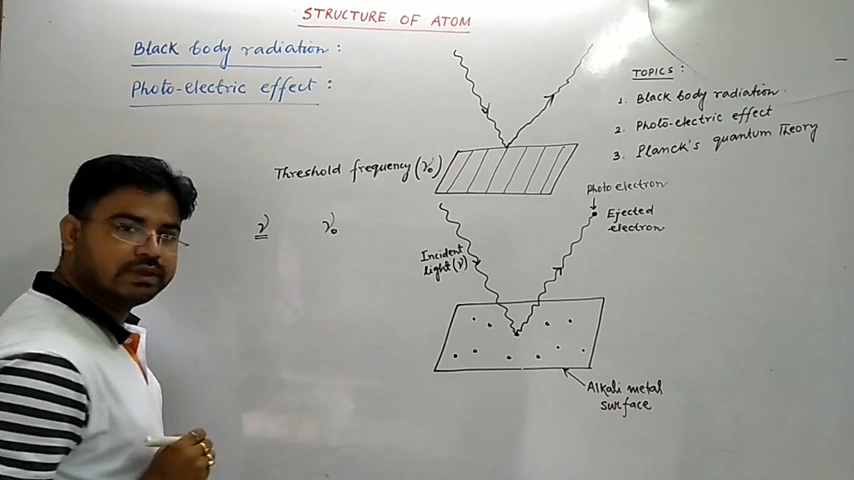 STRUCTURE OF ATOM
Black body radiation :
Photo-electric effect :
TOPICS :
1. Black body radiation.
2. Photo-electric effect
3. Planck's quantum Theory
Threshold frequency (ν₀)
ν ν₀
photo electron
Ejected
electron
Incident
light (ν)
Alkali metal
surface